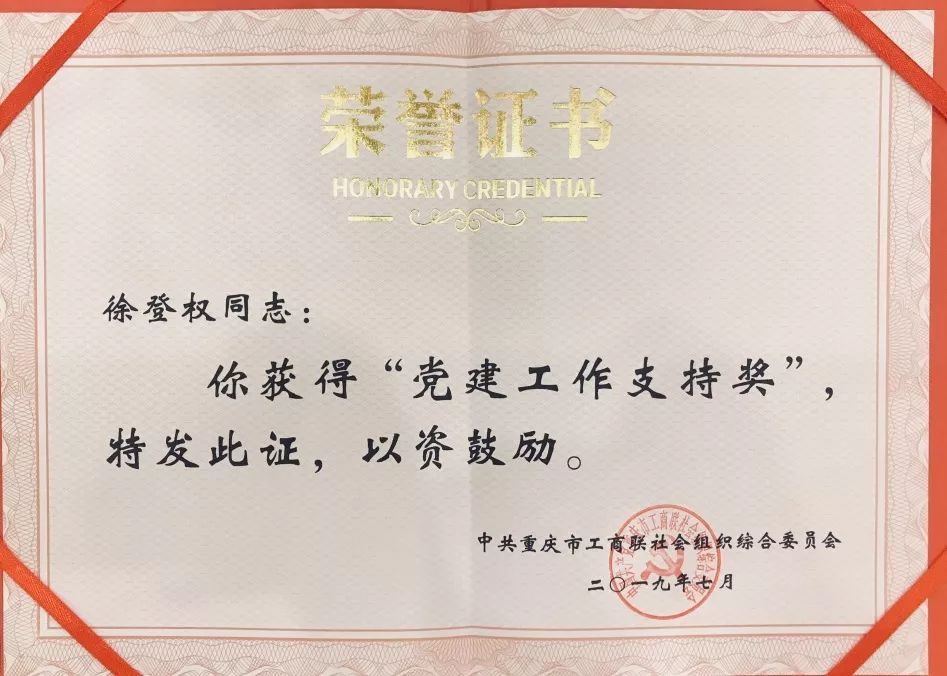 荣誉证书
HONORARY CREDENTIAL
徐登权同志：
你获得“党建工作支持奖”，
特发此证，以资鼓励。
中共重庆市工商联社会组织综合委员会
二〇一九年七月